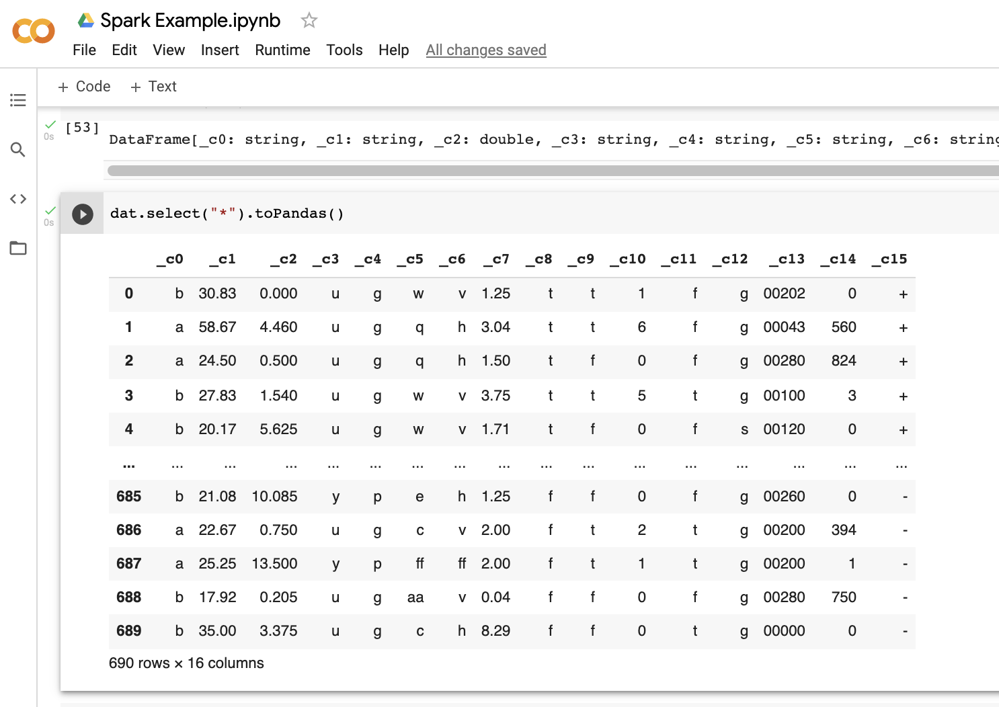 Spark Example.ipynb
File Edit View Insert Runtime Tools Help All changes saved
+ Code + Text
[53]
0s
DataFrame[_c0: string, _c1: string, _c2: double, _c3: string, _c4: string, _c5: string, _c6: string
0s
dat.select("*").toPandas()
_c0 _c1 _c2 _c3 _c4 _c5 _c6 _c7 _c8 _c9 _c10 _c11 _c12 _c13 _c14 _c15
0 b 30.83 0.000 u g w v 1.25 t t 1 f g 00202 0 +
1 a 58.67 4.460 u g q h 3.04 t t 6 f g 00043 560 +
2 a 24.50 0.500 u g q h 1.50 t f 0 f g 00280 824 +
3 b 27.83 1.540 u g w v 3.75 t t 5 t g 00100 3 +
4 b 20.17 5.625 u g w v 1.71 t f 0 f s 00120 0 +
... ... ... ... ... ... ... ... ... ... ... ... ... ... ... ... ...
685 b 21.08 10.085 y p e h 1.25 f f 0 f g 00260 0 -
686 a 22.67 0.750 u g c v 2.00 f t 2 t g 00200 394 -
687 a 25.25 13.500 y p ff ff 2.00 f t 1 t g 00200 1 -
688 b 17.92 0.205 u g aa v 0.04 f f 0 f g 00280 750 -
689 b 35.00 3.375 u g c h 8.29 f f 0 t g 00000 0 -
690 rows × 16 columns